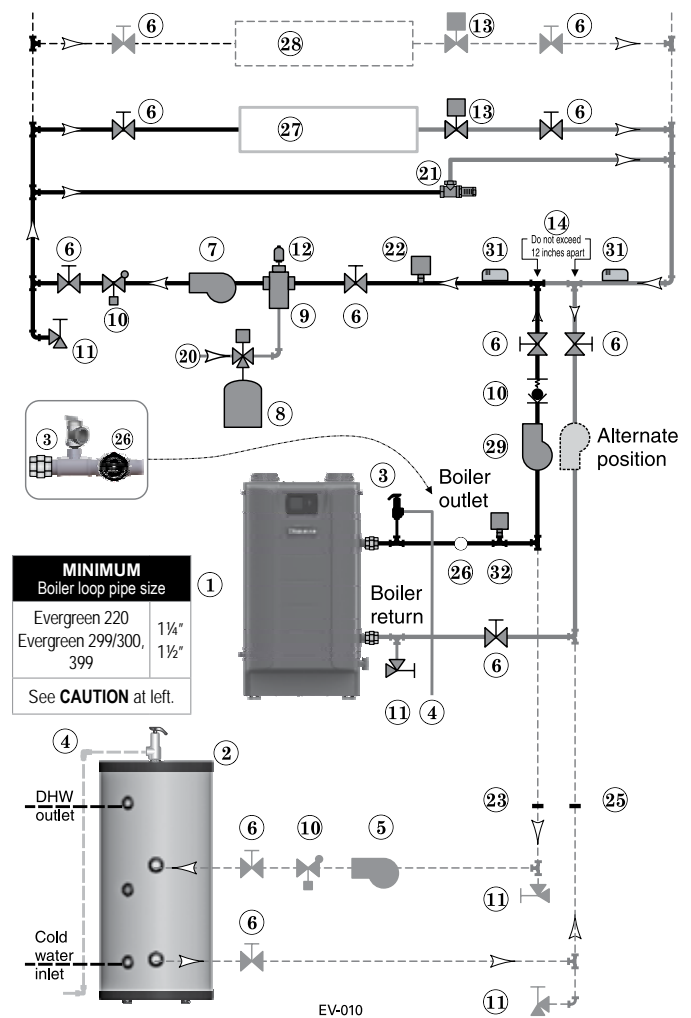 6
28
13
6
6
27
13
6
21
14
Do not exceed
12 inches apart
6
7
12
22
31
31
10
9
6
11
20
8
6
6
10
29
Alternate
position
3
26
3
Boiler
outlet
1
26
32
MINIMUM
Boiler loop pipe size
Evergreen 220
Evergreen 299/300,
399
1¼"
1½"
See CAUTION at left.
Boiler
return
6
11
4
4
2
DHW
outlet
23
25
6
10
5
11
6
Cold
water
inlet
11
EV-010